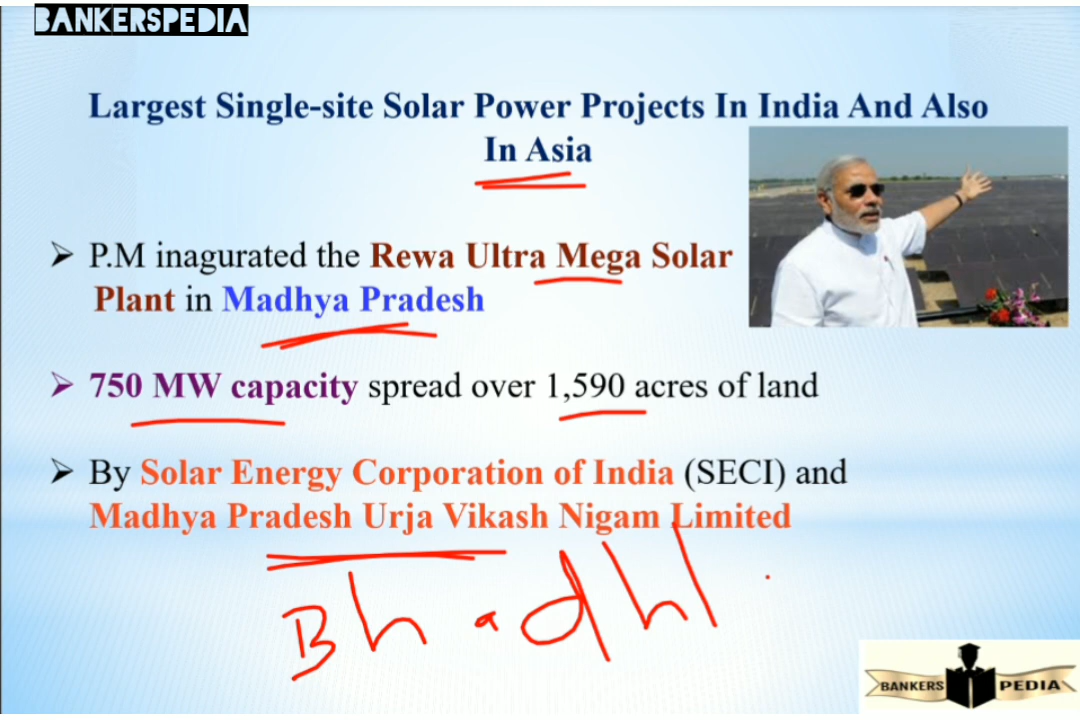 BANKERSPEDIA
Largest Single-site Solar Power Projects In India And Also
In Asia
➢ P.M inagurated the Rewa Ultra Mega Solar
Plant in Madhya Pradesh
➢ 750 MW capacity spread over 1,590 acres of land
➢ By Solar Energy Corporation of India (SECI) and
Madhya Pradesh Urja Vikash Nigam Limited
Bhadhl
BANKERS PEDIA